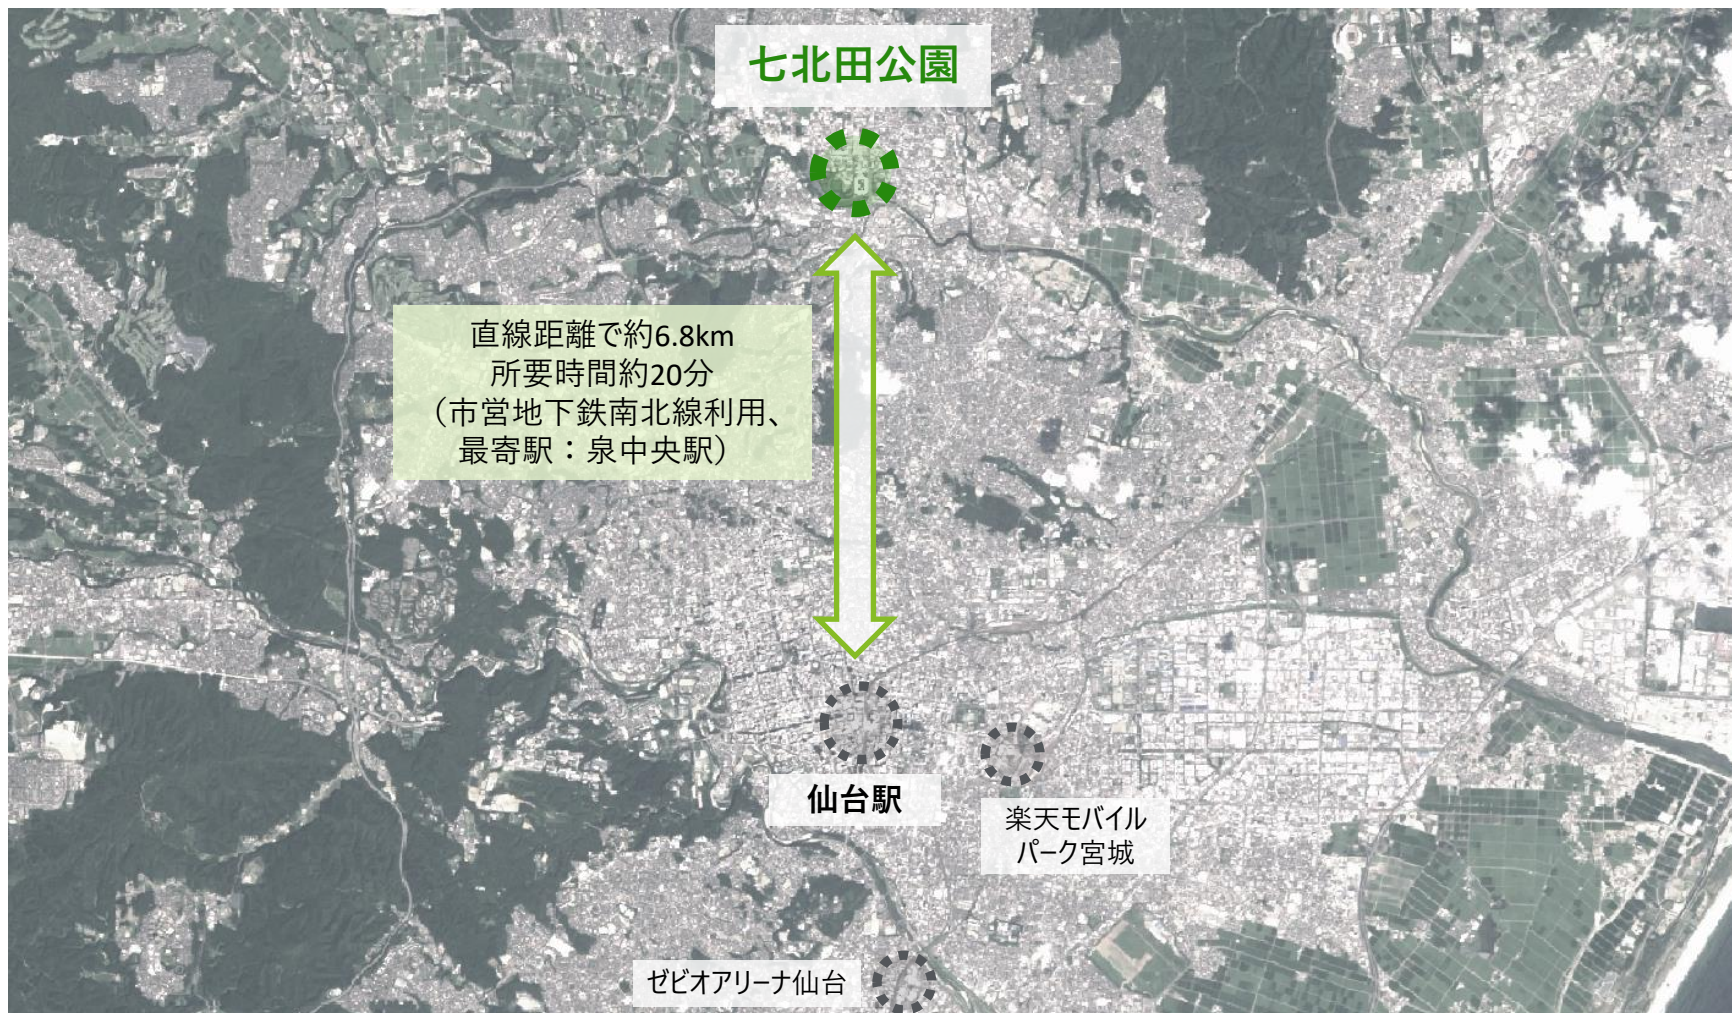 七北田公園
直線距離で約6.8km
所要時間約20分
（市営地下鉄南北線利用、
最寄駅：泉中央駅）
仙台駅
楽天モバイル
パーク宮城
ゼビオアリーナ仙台